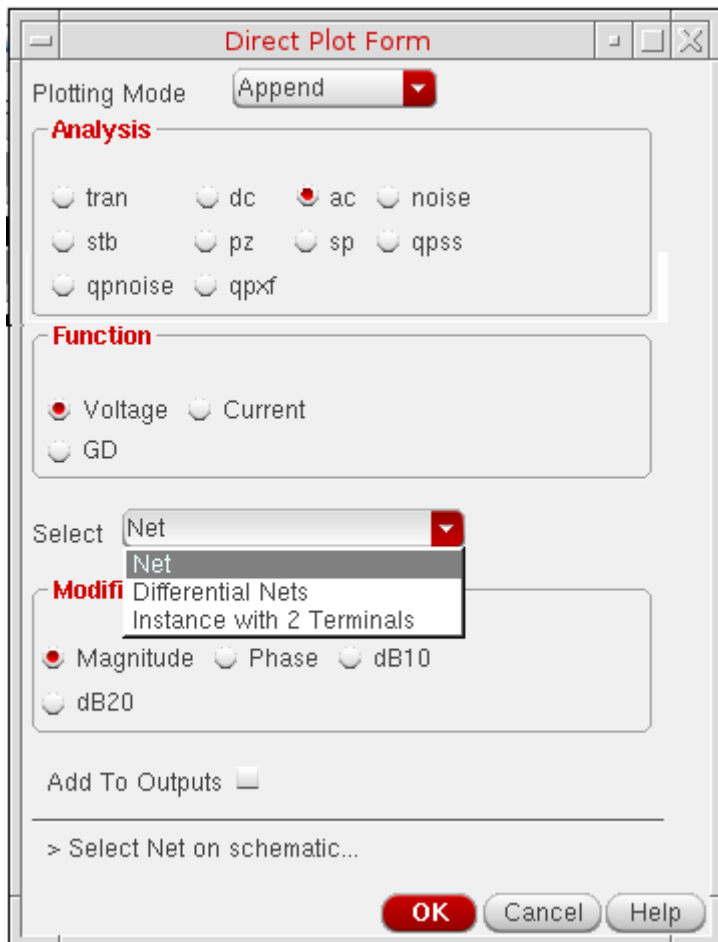 Direct Plot Form
Plotting Mode Append
Analysis
tran dc ac noise
stb pz sp qpss
qpnoise qpxf
Function
Voltage Current
GD
Select Net
Net
Differential Nets
Instance with 2 Terminals
Modifi
Magnitude Phase dB10
dB20
Add To Outputs
> Select Net on schematic...
OK Cancel Help